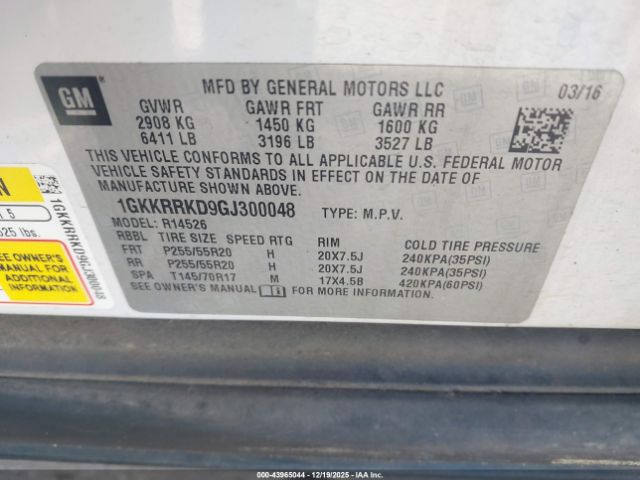 GM
MFD BY GENERAL MOTORS LLC
03/16
GVWR GAWR FRT GAWR RR
2908 KG 1450 KG 1600 KG
6411 LB 3196 LB 3527 LB
THIS VEHICLE CONFORMS TO ALL APPLICABLE U.S. FEDERAL MOTOR
VEHICLE SAFETY STANDARDS IN EFFECT ON THE DATE OF
MANUFACTURE SHOWN ABOVE.
1GKKRRKD9GJ300048 TYPE: M.P.V.
MODEL: R14526
RBBL TIRE SIZE SPEED RTG RIM COLD TIRE PRESSURE
FRT P255/55R20 H 20X7.5J 240KPA(35PSI)
RR P255/55R20 H 20X7.5J 240KPA(35PSI)
SPA T145/70R17 M 17X4.5B 420KPA(60PSI)
SEE OWNER'S MANUAL FOR MORE INFORMATION.
SEE OWNER'S
MANUAL FOR
1GKKRRKD9GJ300048
000-43965044 - 12/19/2025 - IAAI.COM